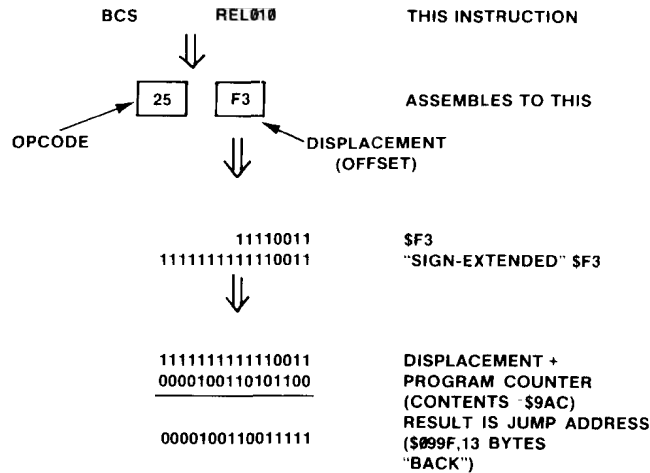 BCS REL010 THIS INSTRUCTION
25 F3 ASSEMBLES TO THIS
OPCODE
DISPLACEMENT
(OFFSET)
11110011 $F3
1111111111110011 "SIGN-EXTENDED" $F3
1111111111110011 DISPLACEMENT +
0000100110101100 PROGRAM COUNTER
(CONTENTS -$9AC)
RESULT IS JUMP ADDRESS
0000100110011111 ($099F,13 BYTES
"BACK")